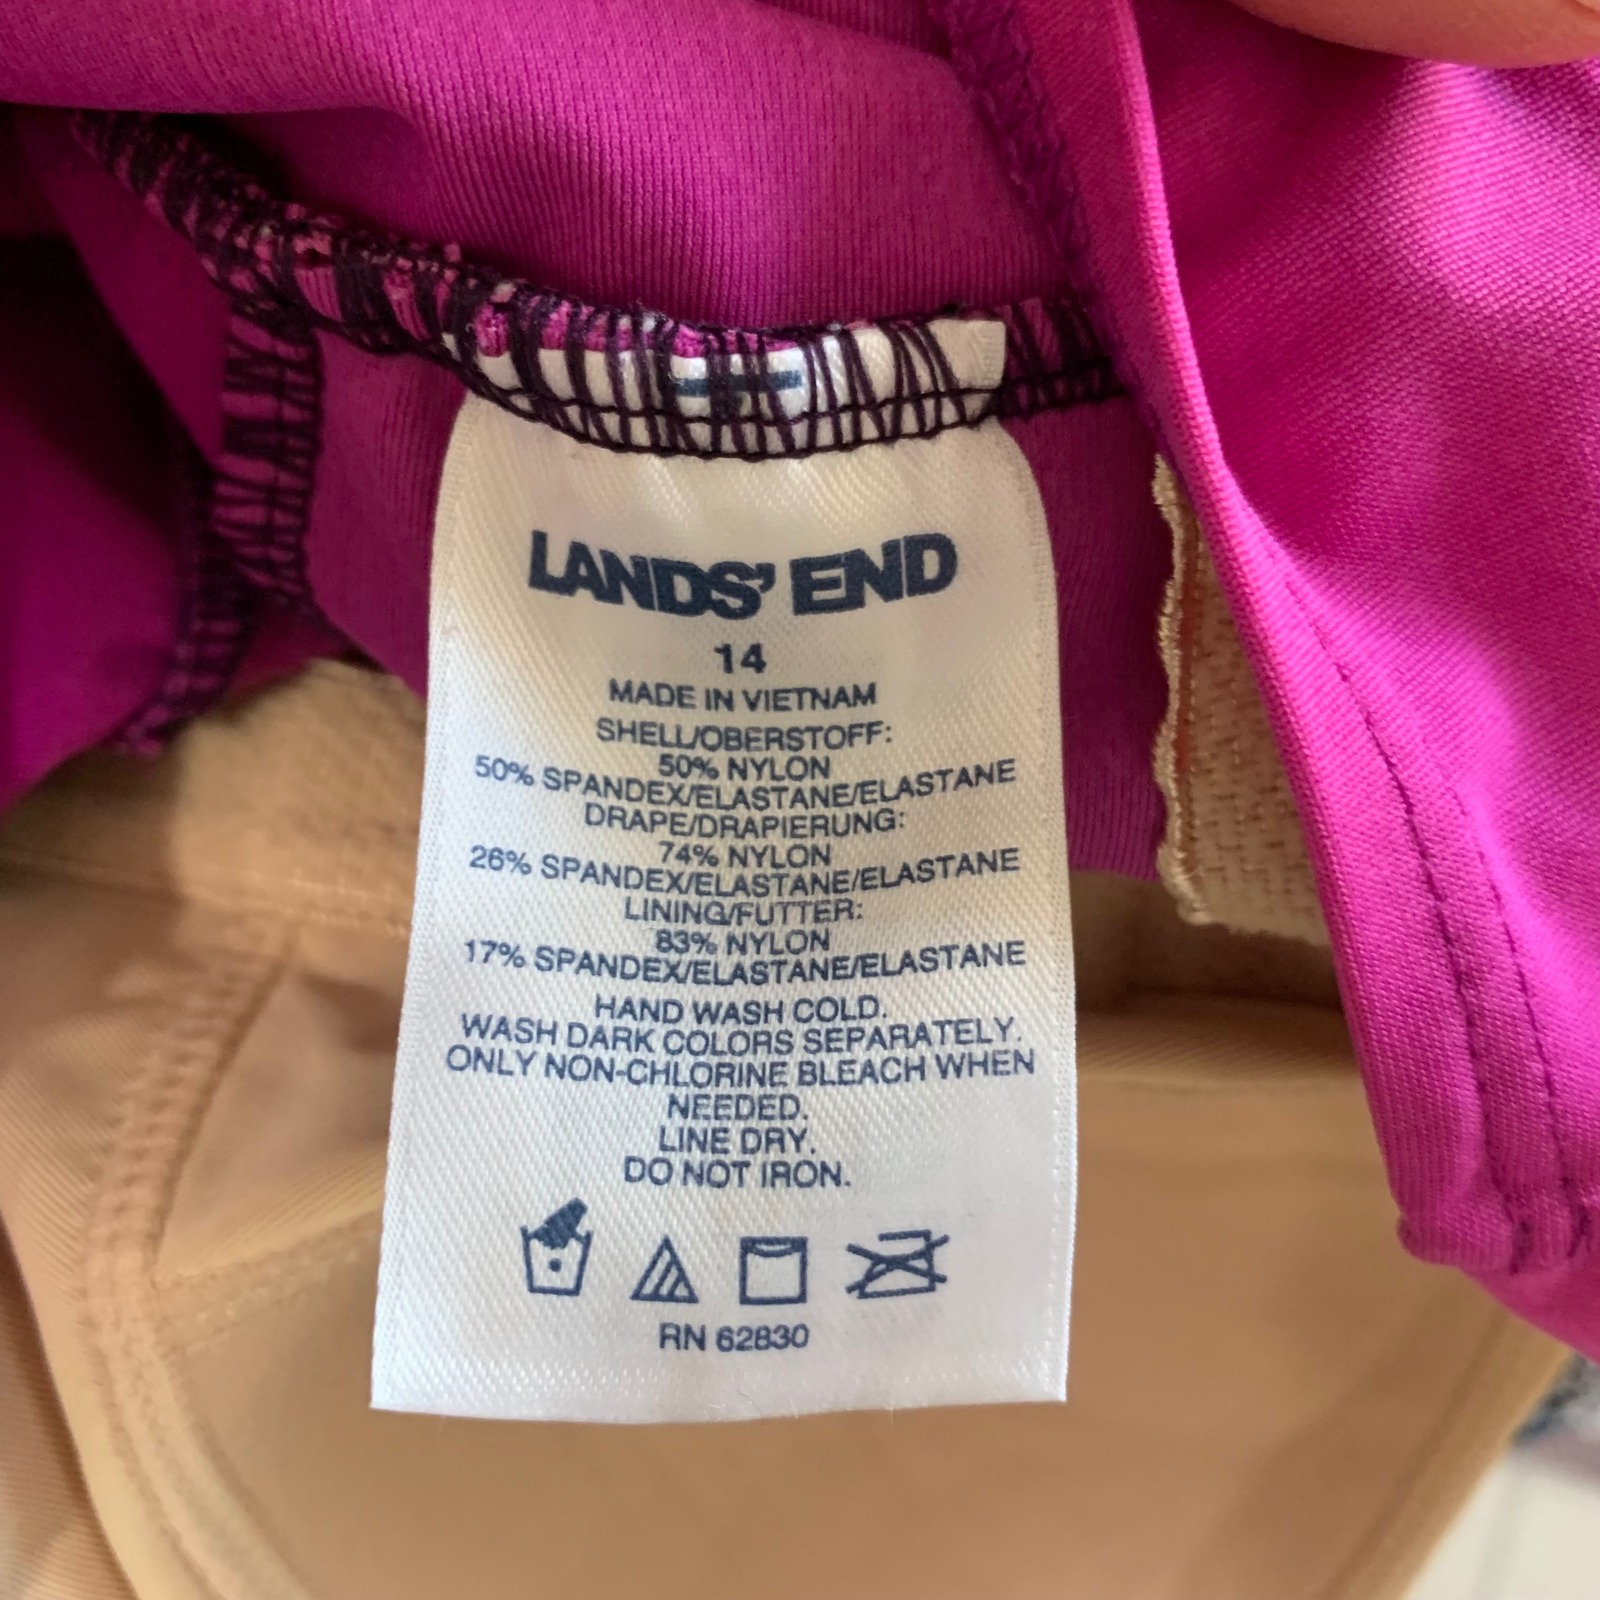 LANDS' END
14
MADE IN VIETNAM
SHELL/OBERSTOFF:
50% NYLON
50% SPANDEX/ELASTANE/ELASTANE
DRAPE/DRAPIERUNG:
74% NYLON
26% SPANDEX/ELASTANE/ELASTANE
LINING/FUTTER:
83% NYLON
17% SPANDEX/ELASTANE/ELASTANE
HAND WASH COLD.
WASH DARK COLORS SEPARATELY.
ONLY NON-CHLORINE BLEACH WHEN
NEEDED.
LINE DRY.
DO NOT IRON.
RN 62830